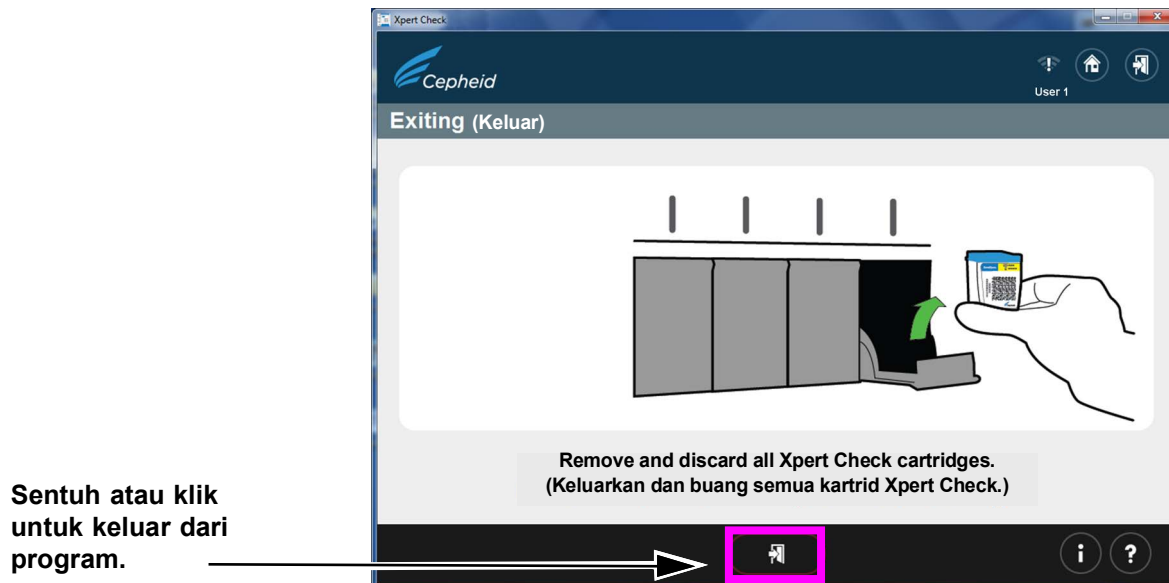 Xpert Check
Cepheid
User 1
Exiting (Keluar)
Remove and discard all Xpert Check cartridges.
(Keluarkan dan buang semua kartrid Xpert Check.)
Sentuh atau klik
untuk keluar dari
program.
i ?